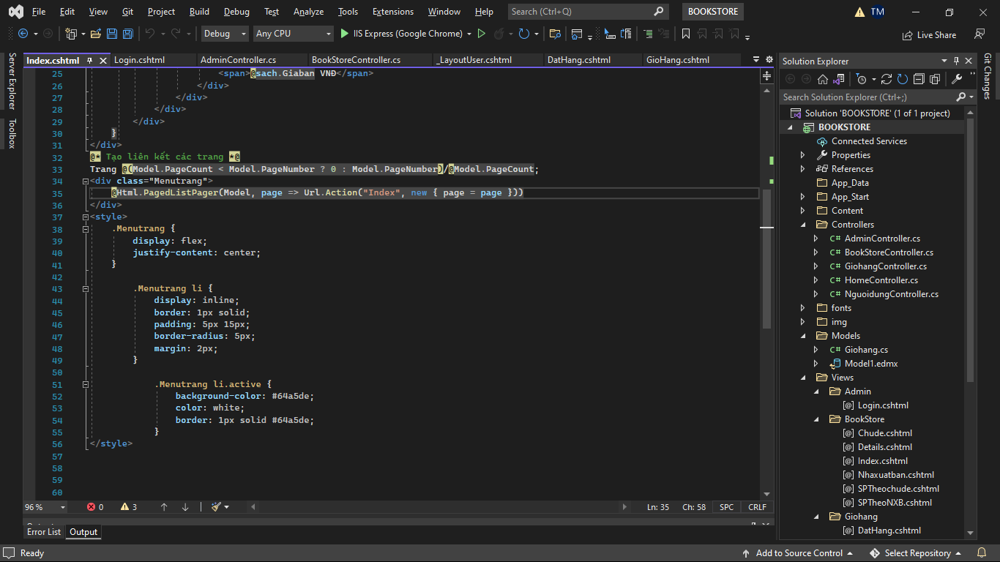 File Edit View Git Project Build Debug Test Analyze Tools Extensions Window Help Search (Ctrl+Q) BOOKSTORE TM
Debug Any CPU IIS Express (Google Chrome) Live Share
Server Explorer
Toolbox
Index.cshtml Login.cshtml AdminController.cs BookStoreController.cs _LayoutUser.cshtml DatHang.cshtml GioHang.cshtml
25 <span>@sach.Giaban VNĐ</span>
26 </div>
27 </div>
28 </div>
29 </div>
30 }
31 </div>
32 @* Tạo liên kết các trang *@
33 Trang @(Model.PageCount < Model.PageNumber ? 0 : Model.PageNumber)/@Model.PageCount;
34 <div class="Menutrang">
35 @Html.PagedListPager(Model, page => Url.Action("Index", new { page = page }))
36 </div>
37 <style>
38 .Menutrang {
39 display: flex;
40 justify-content: center;
41 }
42
43 .Menutrang li {
44 display: inline;
45 border: 1px solid;
46 padding: 5px 15px;
47 border-radius: 5px;
48 margin: 2px;
49 }
50
51 .Menutrang li.active {
52 background-color: #64a5de;
53 color: white;
54 border: 1px solid #64a5de;
55 }
56 </style>
57
58
59
60
96 % 0 3 Ln: 35 Ch: 58 SPC CRLF
Error List Output
Solution Explorer
Search Solution Explorer (Ctrl+;)
Solution 'BOOKSTORE' (1 of 1 project)
BOOKSTORE
Connected Services
Properties
References
App_Data
App_Start
Content
Controllers
C# AdminController.cs
C# BookStoreController.cs
C# GiohangController.cs
C# HomeController.cs
C# NguoidungController.cs
fonts
img
Models
C# Giohang.cs
Model1.edmx
Views
Admin
[@] Login.cshtml
BookStore
[@] Chude.cshtml
[@] Details.cshtml
[@] Index.cshtml
[@] Nhaxuatban.cshtml
[@] SPTheochude.cshtml
[@] SPTheoNXB.cshtml
Giohang
[@] DatHang.cshtml
Git Changes
Ready Add to Source Control Select Repository